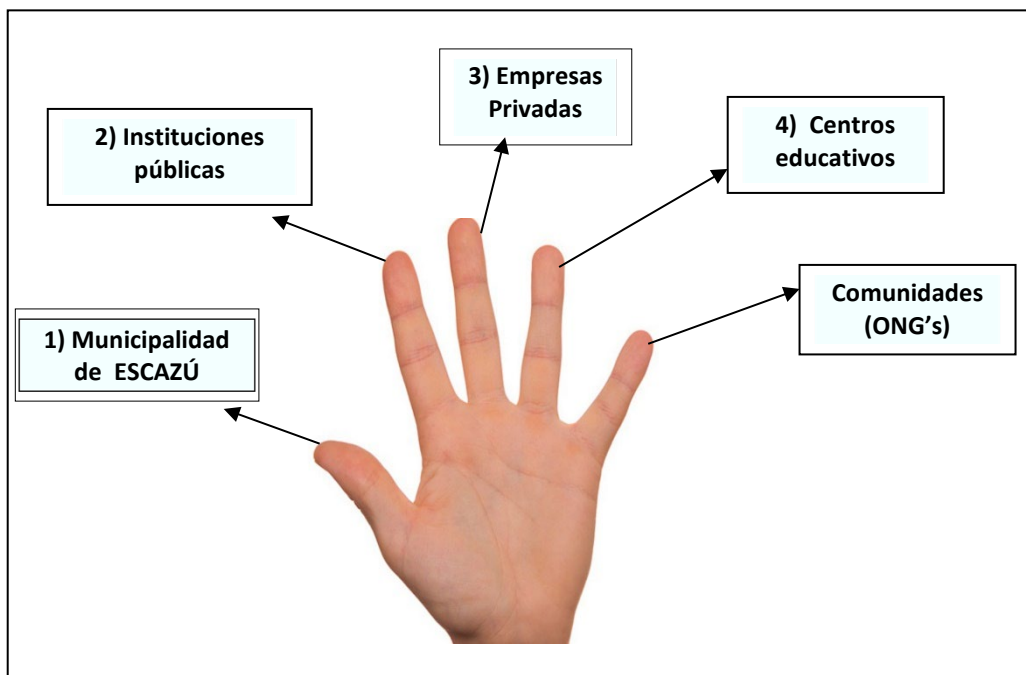 1) Municipalidad
de ESCAZÚ
2) Instituciones
públicas
3) Empresas
Privadas
4) Centros
educativos
Comunidades
(ONG’s)